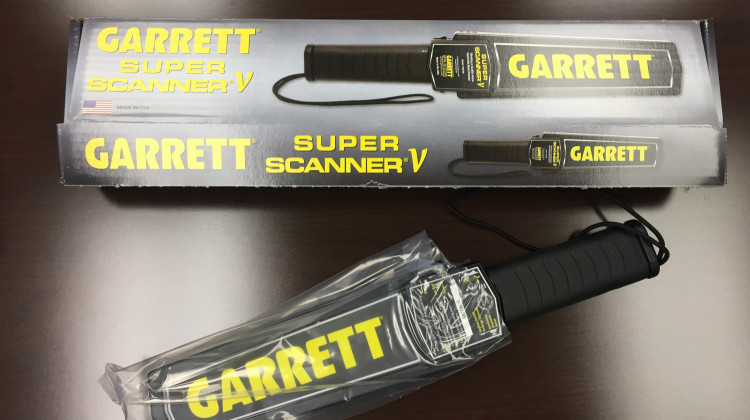 GARRETT®
SUPER
SCANNER® V
MADE IN USA
SUPER
SCANNER V
GARRETT
GARRETT
GARRETT
SUPER
SCANNER® V
GARRETT
GARRETT